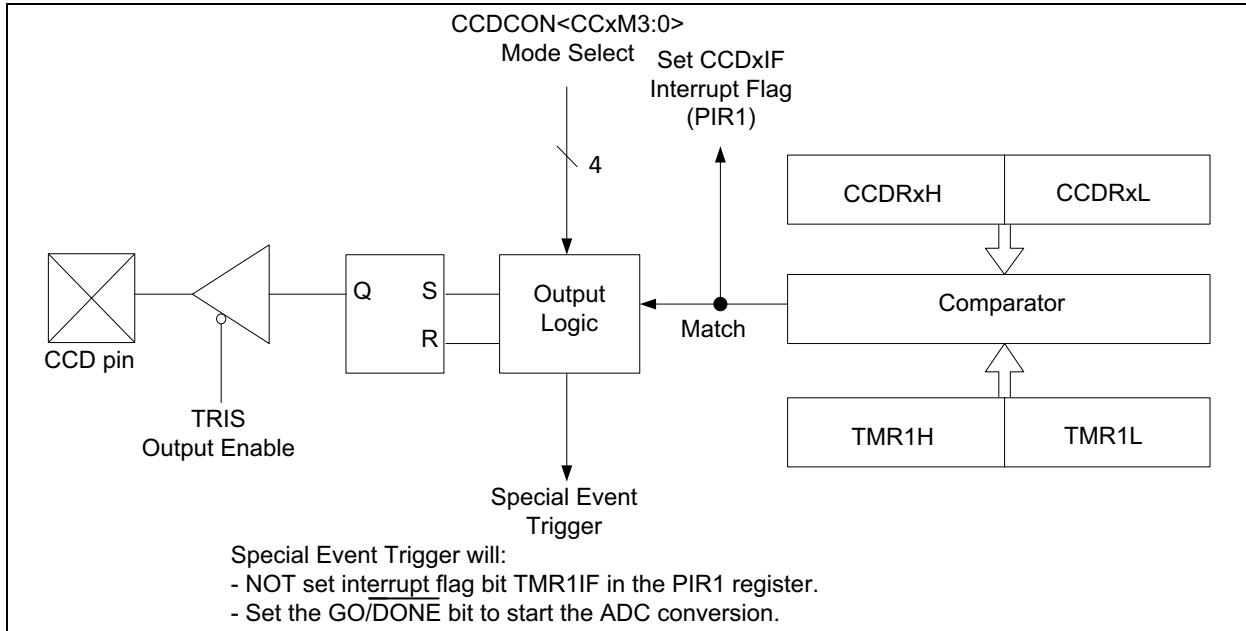 CCDCON<CCxM3:0>
Mode Select
Set CCDxIF
Interrupt Flag
(PIR1)
4
CCDRxH
CCDRxL
Q
S
R
Output
Logic
Match
Comparator
CCD pin
TRIS
Output Enable
TMR1H
TMR1L
Special Event
Trigger
Special Event Trigger will:
- NOT set interrupt flag bit TMR1IF in the PIR1 register.
- Set the GO/DONE bit to start the ADC conversion.